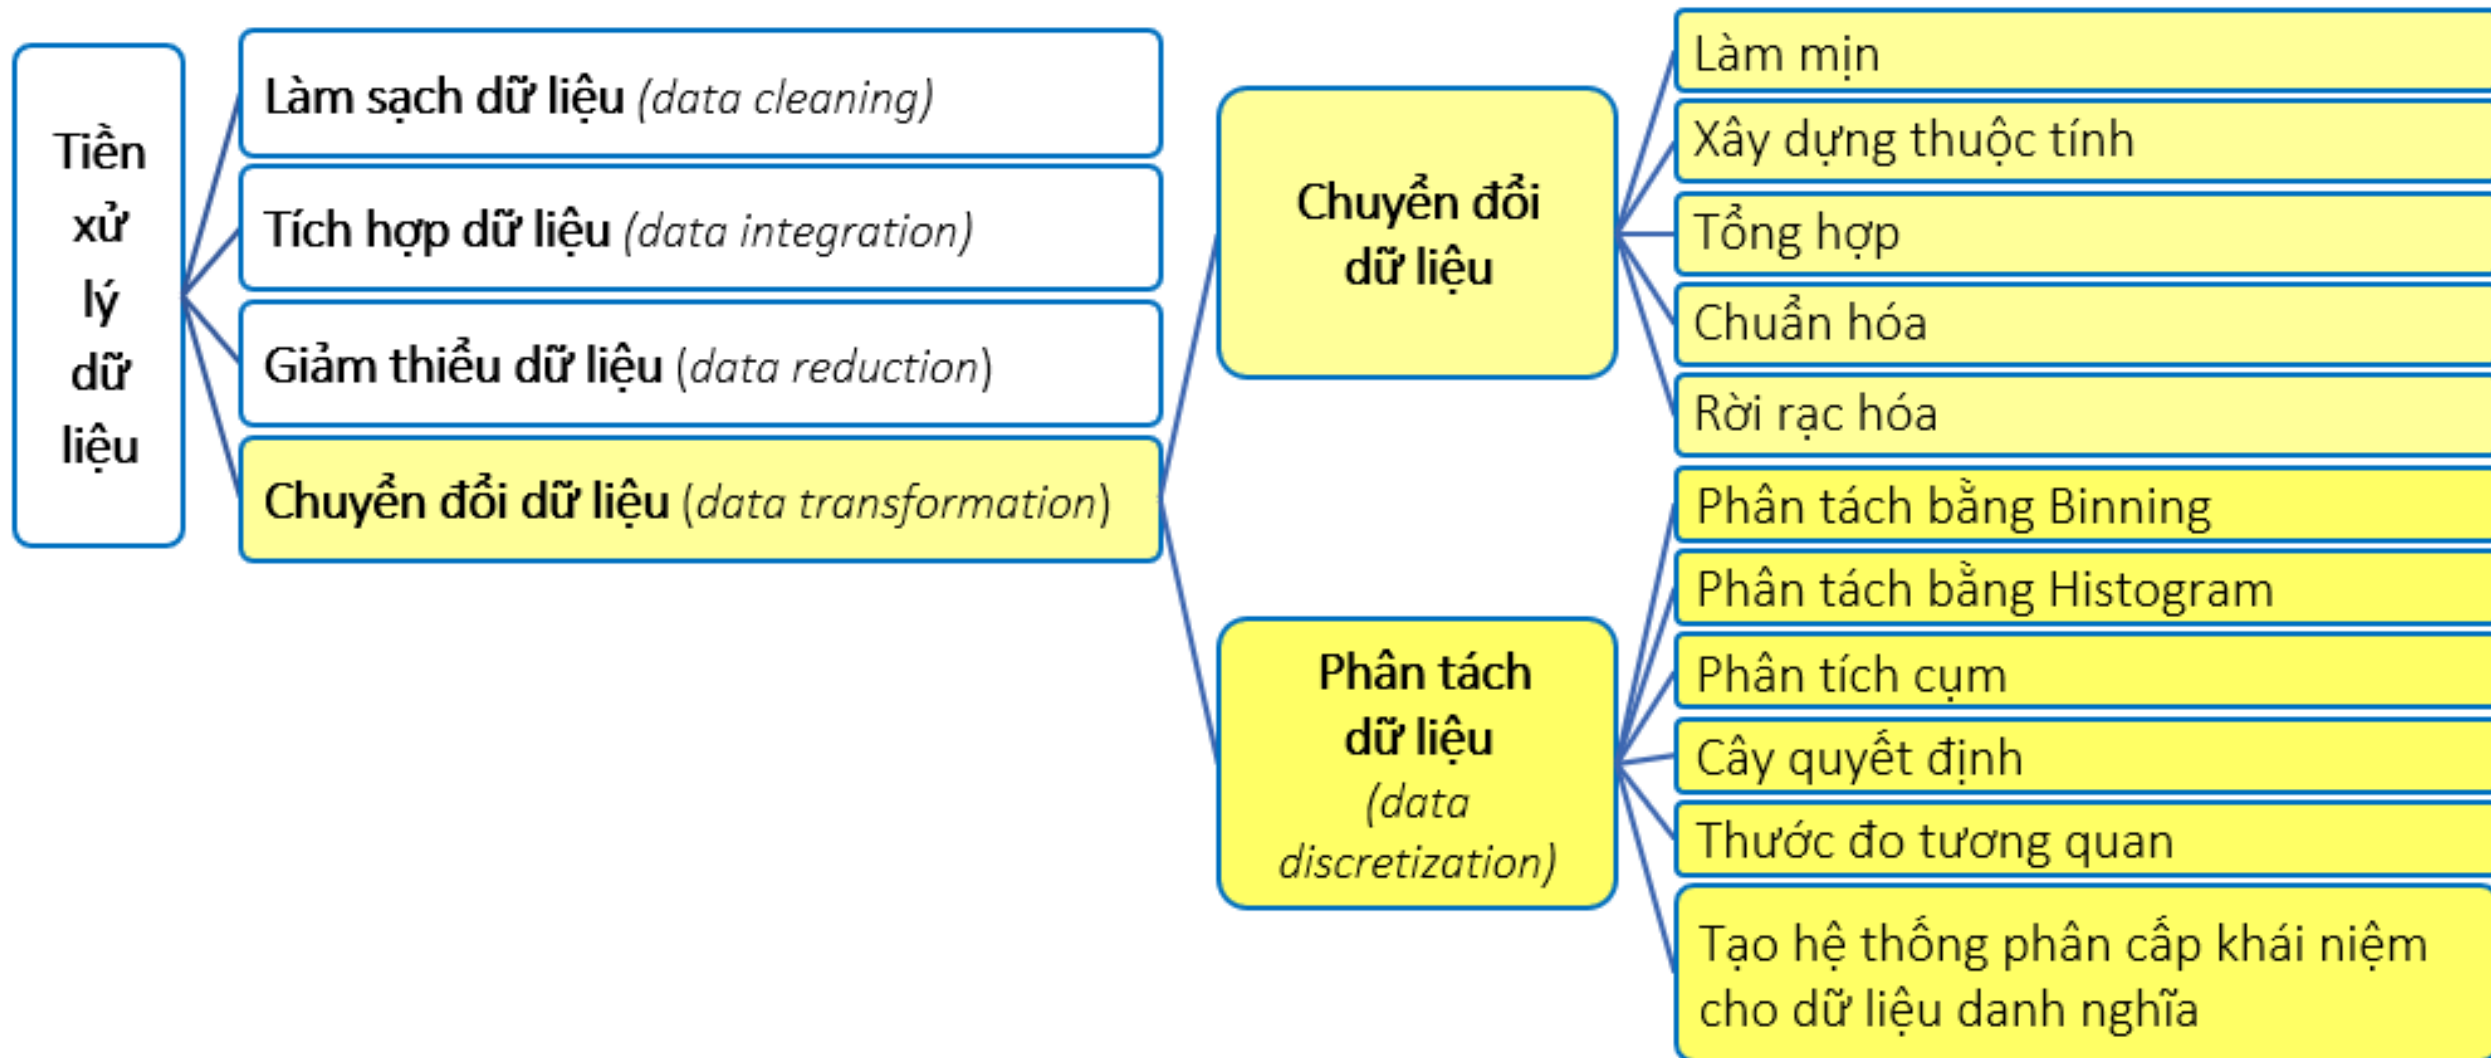 Tiền
xử
lý
dữ
liệu
Làm sạch dữ liệu (data cleaning)
Tích hợp dữ liệu (data integration)
Giảm thiểu dữ liệu (data reduction)
Chuyển đổi dữ liệu (data transformation)
Chuyển đổi
dữ liệu
Làm mịn
Xây dựng thuộc tính
Tổng hợp
Chuẩn hóa
Rời rạc hóa
Phân tách
dữ liệu
(data
discretization)
Phân tách bằng Binning
Phân tách bằng Histogram
Phân tích cụm
Cây quyết định
Thước đo tương quan
Tạo hệ thống phân cấp khái niệm
cho dữ liệu danh nghĩa